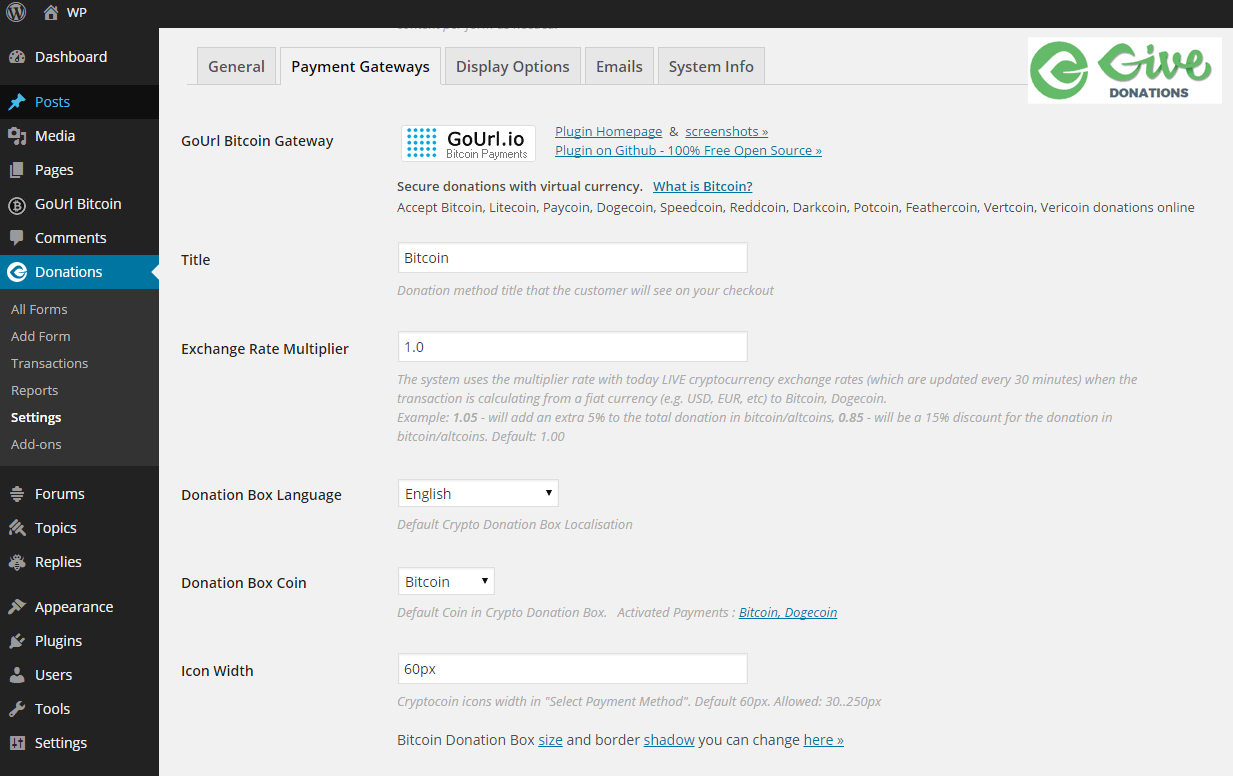 WP
Dashboard
Posts
Media
Pages
GoUrl Bitcoin
Comments
Donations
All Forms
Add Form
Transactions
Reports
Settings
Add-ons
Forums
Topics
Replies
Appearance
Plugins
Users
Tools
Settings
General
Payment Gateways
Display Options
Emails
System Info
Give
DONATIONS
GoUrl Bitcoin Gateway
GoUrl.io
Bitcoin Payments
Plugin Homepage & screenshots »
Plugin on Github - 100% Free Open Source »
Secure donations with virtual currency. What is Bitcoin?
Accept Bitcoin, Litecoin, Paycoin, Dogecoin, Speedcoin, Reddcoin, Darkcoin, Potcoin, Feathercoin, Vertcoin, Vericoin donations online
Title
Bitcoin
Donation method title that the customer will see on your checkout
Exchange Rate Multiplier
1.0
The system uses the multiplier rate with today LIVE cryptocurrency exchange rates (which are updated every 30 minutes) when the
transaction is calculating from a fiat currency (e.g. USD, EUR, etc) to Bitcoin, Dogecoin.
Example: 1.05 - will add an extra 5% to the total donation in bitcoin/altcoins, 0.85 - will be a 15% discount for the donation in
bitcoin/altcoins. Default: 1.00
Donation Box Language
English
Default Crypto Donation Box Localisation
Donation Box Coin
Bitcoin
Default Coin in Crypto Donation Box. Activated Payments : Bitcoin, Dogecoin
Icon Width
60px
Cryptocoin icons width in "Select Payment Method". Default 60px. Allowed: 30..250px
Bitcoin Donation Box size and border shadow you can change here »